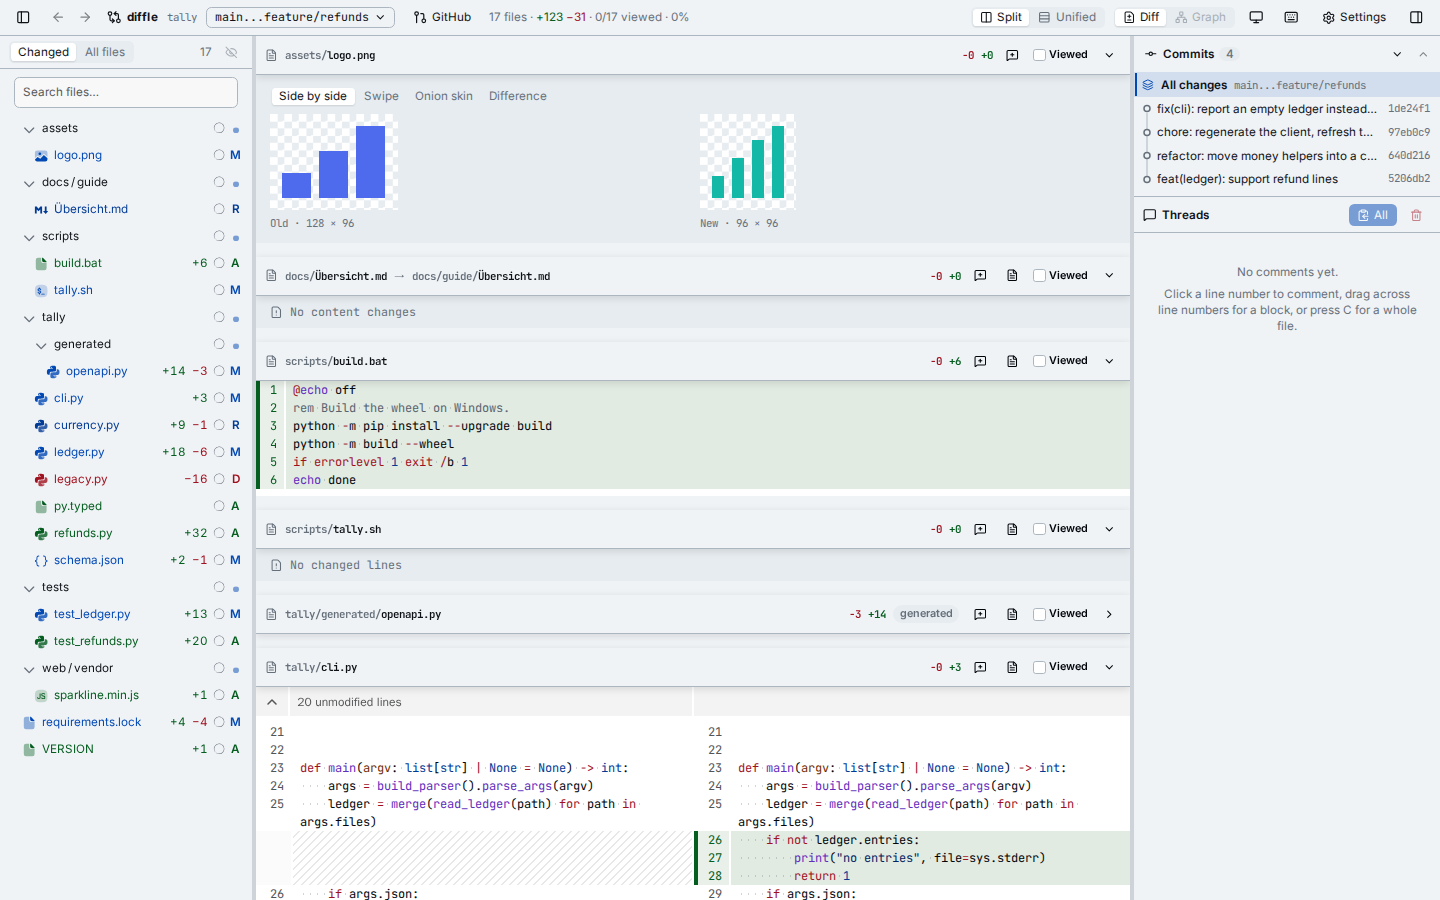 diffle tally main...feature/refunds GitHub 17 files · +123 −31 · 0/17 viewed · 0% Split Unified Diff Graph Settings
Changed All files 17
Search files...
assets
logo.png M
docs/guide
Übersicht.md R
scripts
build.bat +6 A
tally.sh M
tally
generated
openapi.py +14 −3 M
cli.py +3 M
currency.py +9 −1 R
ledger.py +18 −6 M
legacy.py −16 D
py.typed A
refunds.py +32 A
schema.json +2 −1 M
tests
test_ledger.py +13 M
test_refunds.py +20 A
web/vendor
sparkline.min.js +1 A
requirements.lock +4 −4 M
VERSION +1 A
assets/logo.png -0 +0 Viewed
Side by side Swipe Onion skin Difference
Old · 128 × 96 New · 96 × 96
docs/Übersicht.md → docs/guide/Übersicht.md -0 +0 Viewed
No content changes
scripts/build.bat -0 +6 Viewed
1 @echo off
2 rem Build the wheel on Windows.
3 python -m pip install --upgrade build
4 python -m build --wheel
5 if errorlevel 1 exit /b 1
6 echo done
scripts/tally.sh -0 +0 Viewed
No changed lines
tally/generated/openapi.py -3 +14 generated Viewed
tally/cli.py -0 +3 Viewed
20 unmodified lines
21 21
22 22
23 def main(argv: list[str] | None = None) -> int: 23 def main(argv: list[str] | None = None) -> int:
24 args = build_parser().parse_args(argv) 24 args = build_parser().parse_args(argv)
25 ledger = merge(read_ledger(path) for path in 25 ledger = merge(read_ledger(path) for path in
args.files) args.files)
26 if not ledger.entries:
27 print("no entries", file=sys.stderr)
28 return 1
26 if args.json: 29 if args.json:
Commits 4
All changes main...feature/refunds
fix(cli): report an empty ledger instead... 1de24f1
chore: regenerate the client, refresh t... 97eb0c9
refactor: move money helpers into a c... 640d216
feat(ledger): support refund lines 5206db2
Threads All
No comments yet.
Click a line number to comment, drag across
line numbers for a block, or press C for a whole
file.